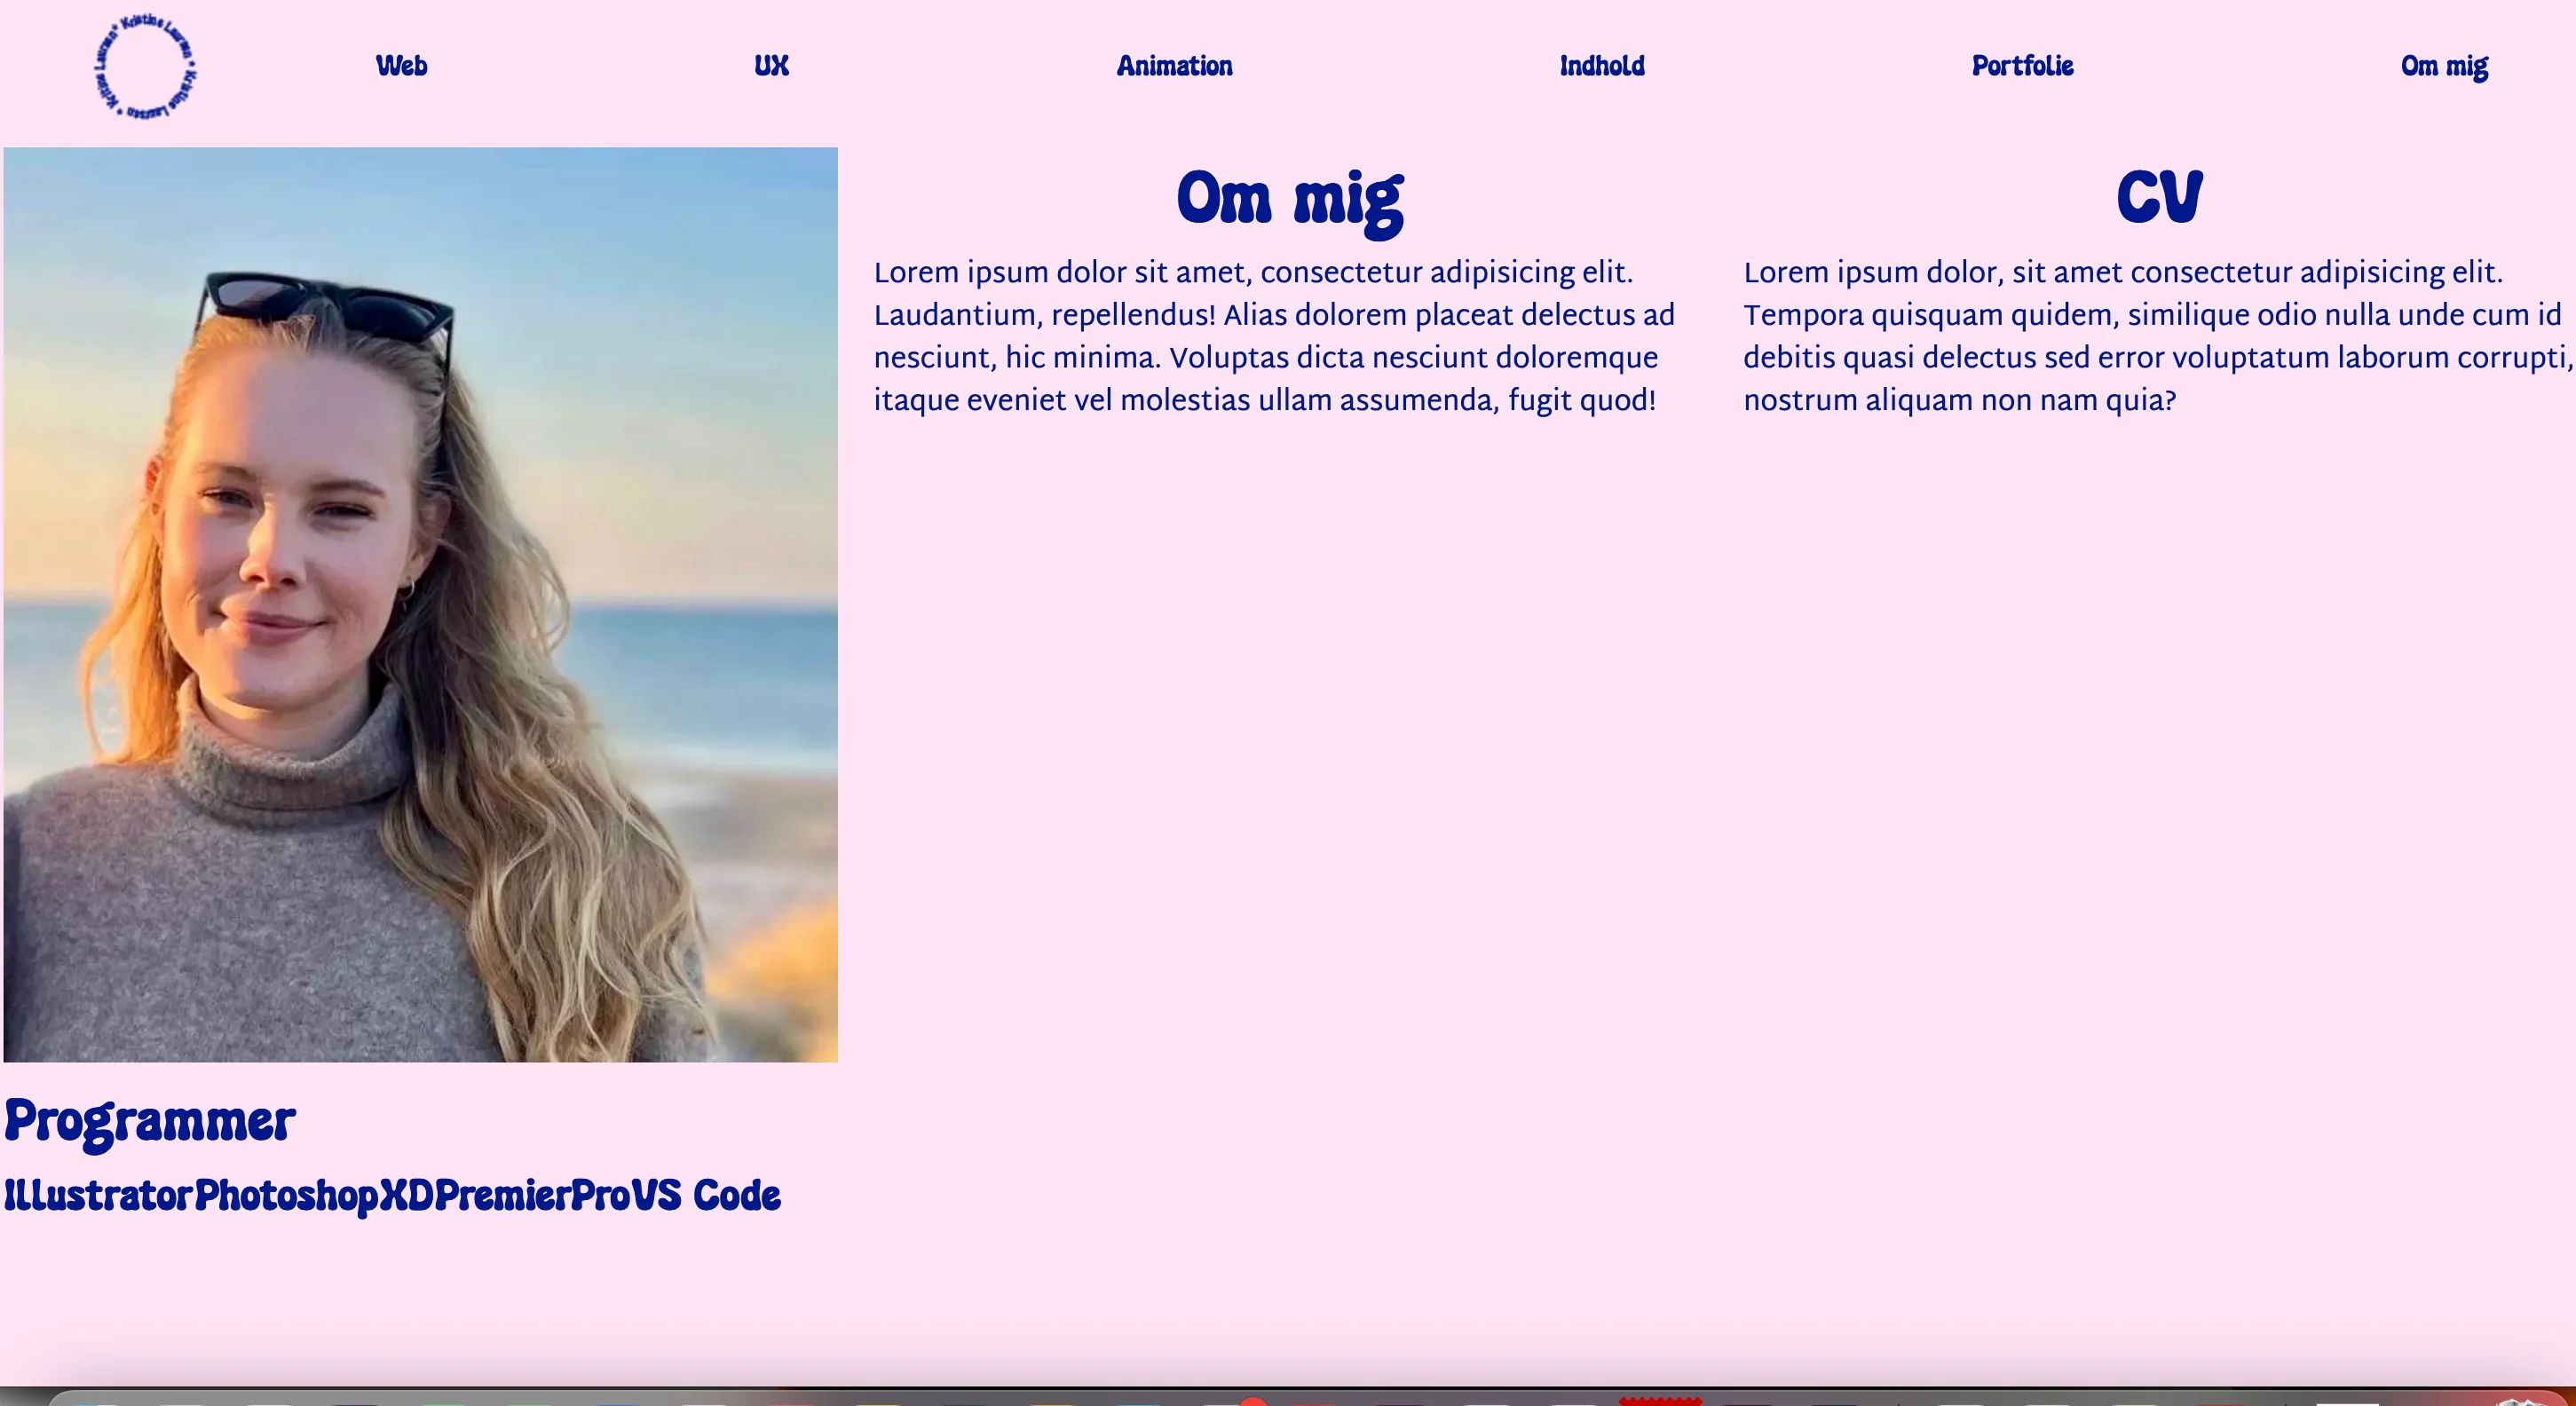 Kristine Laursen * Kristine Laursen * Kristine Laursen *
Web
UX
Animation
Indhold
Portfolie
Om mig
Om mig
Lorem ipsum dolor sit amet, consectetur adipisicing elit.
Laudantium, repellendus! Alias dolorem placeat delectus ad
nesciunt, hic minima. Voluptas dicta nesciunt doloremque
itaque eveniet vel molestias ullam assumenda, fugit quod!
CV
Lorem ipsum dolor, sit amet consectetur adipisicing elit.
Tempora quisquam quidem, similique odio nulla unde cum id
debitis quasi delectus sed error voluptatum laborum corrupti,
nostrum aliquam non nam quia?
Programmer
IllustratorPhotoshopXDPremierProVS Code